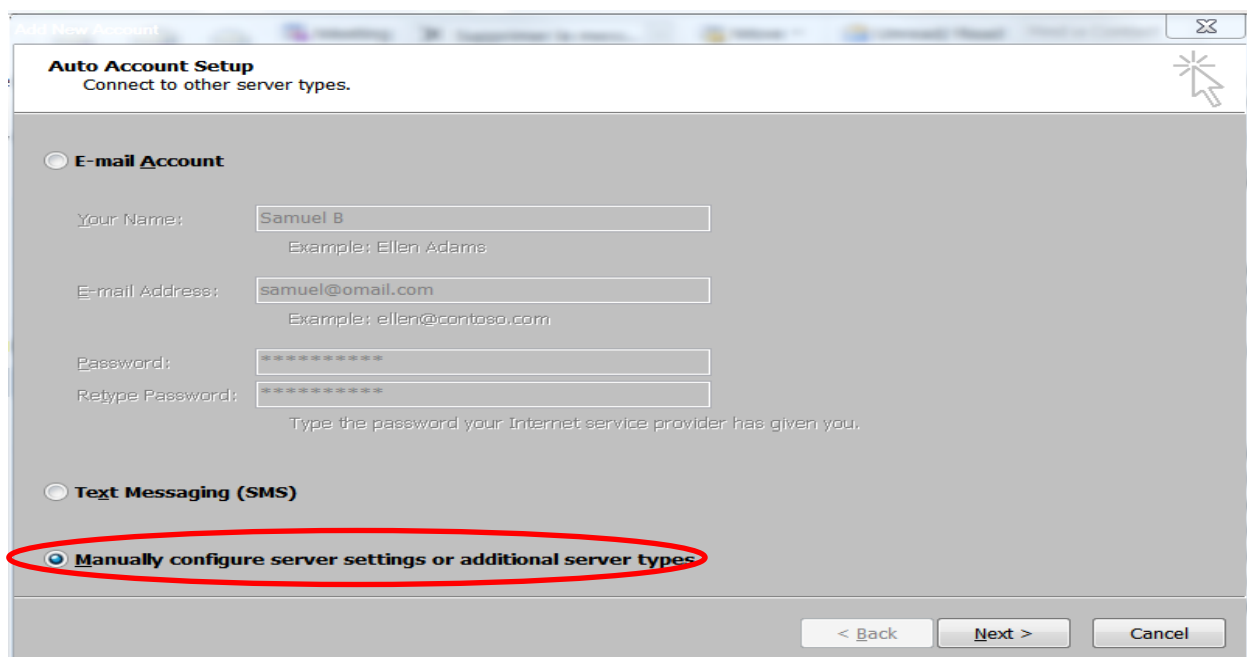 Add New Account
Auto Account Setup
Connect to other server types.
E-mail Account
Your Name:
Samuel B
Example: Ellen Adams
E-mail Address:
samuel@omail.com
Example: ellen@contoso.com
Password:
**********
Retype Password:
**********
Type the password your Internet service provider has given you.
Text Messaging (SMS)
Manually configure server settings or additional server types
< Back
Next >
Cancel